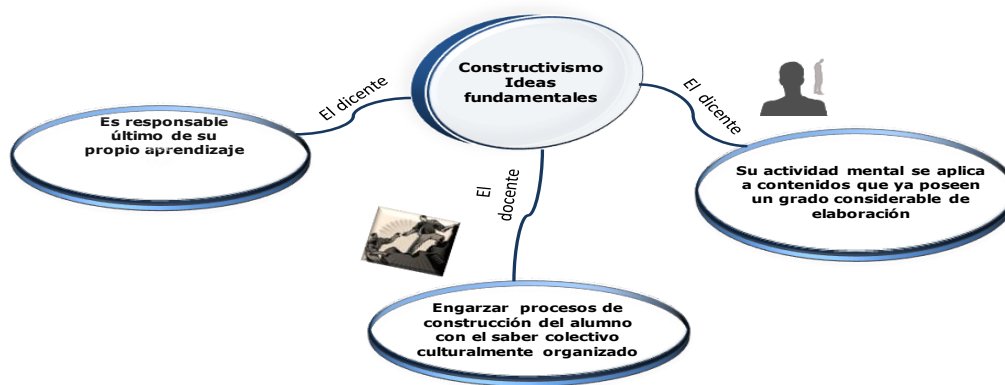 Constructivismo
Ideas
fundamentales
El dicente
Es responsable
último de su
propio aprendizaje
El dicente
Su actividad mental se aplica
a contenidos que ya poseen
un grado considerable de
elaboración
El
docente
Engarzar procesos de
construcción del alumno
con el saber colectivo
culturalmente organizado